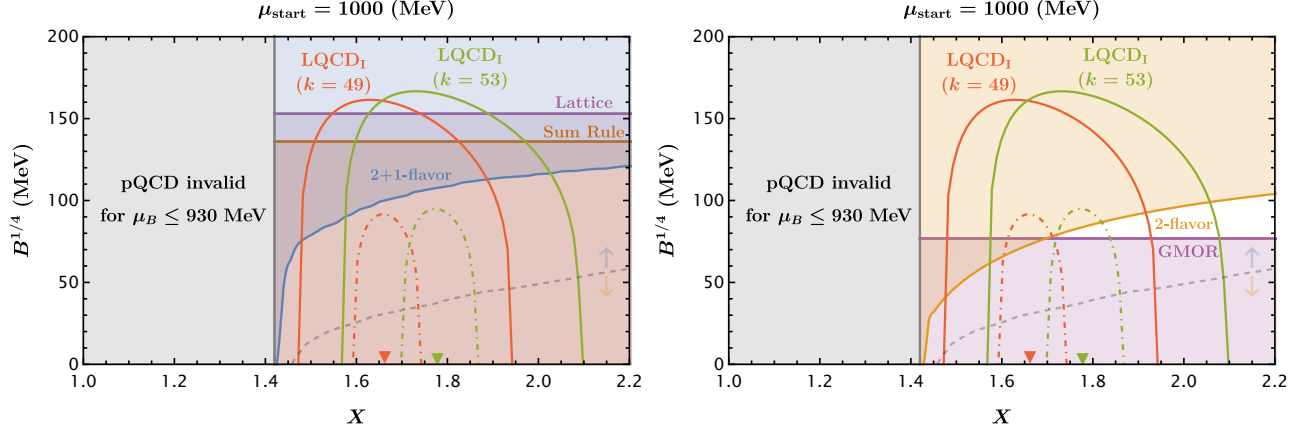 μstart = 1000 (MeV)
B1/4 (MeV)
200
150
100
50
0
LQCDI
(k = 49)
LQCDI
(k = 53)
Lattice
Sum Rule
2+1-flavor
pQCD invalid
for μB ≤ 930 MeV
↑
↓
1.0 1.2 1.4 1.6 1.8 2.0 2.2
X
μstart = 1000 (MeV)
B1/4 (MeV)
200
150
100
50
0
LQCDI
(k = 49)
LQCDI
(k = 53)
2-flavor
GMOR
pQCD invalid
for μB ≤ 930 MeV
↑
↓
1.0 1.2 1.4 1.6 1.8 2.0 2.2
X